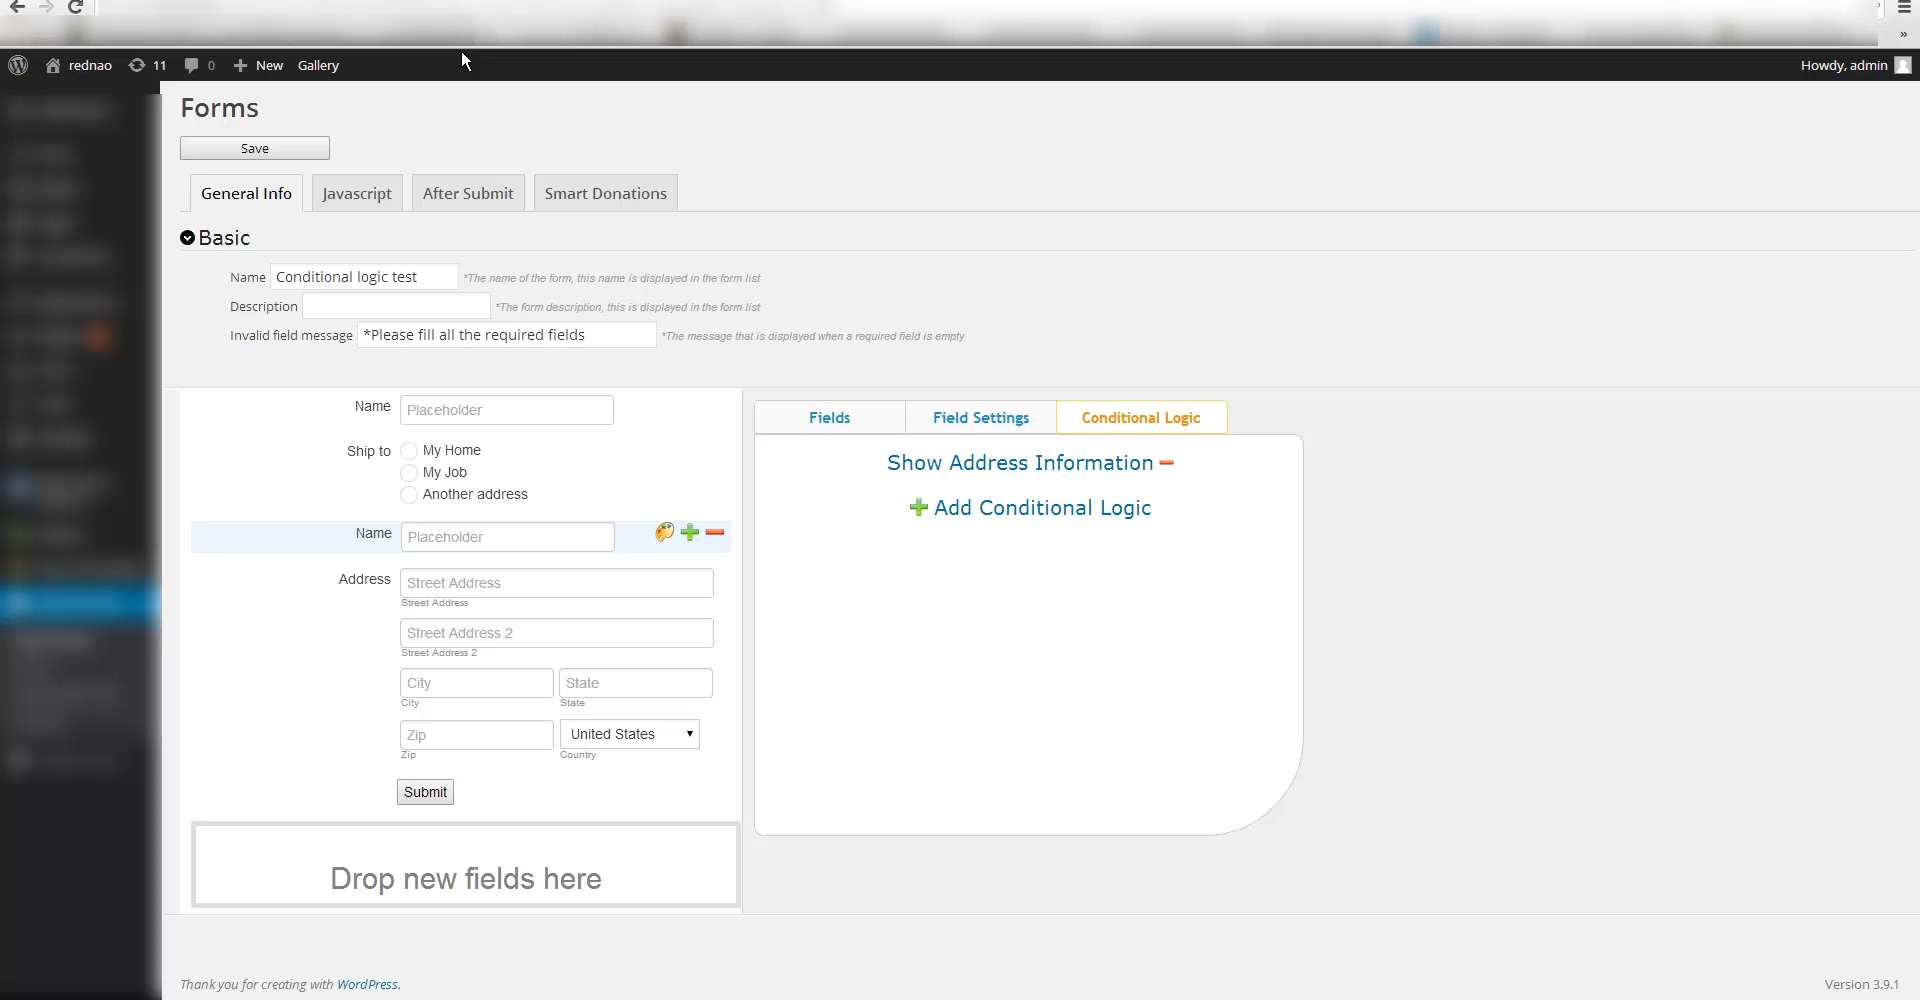 rednao 11 0 New Gallery Howdy, admin
Forms
Save
General Info Javascript After Submit Smart Donations
Basic
Name Conditional logic test *The name of the form, this name is displayed in the form list
Description *The form description, this is displayed in the form list
Invalid field message *Please fill all the required fields *The message that is displayed when a required field is empty
Name Placeholder
Ship to My Home
My Job
Another address
Name Placeholder
Address Street Address
Street Address
Street Address 2
Street Address 2
City State
City State
Zip United States
Zip Country
Submit
Drop new fields here
Fields Field Settings Conditional Logic
Show Address Information
Add Conditional Logic
Thank you for creating with WordPress. Version 3.9.1